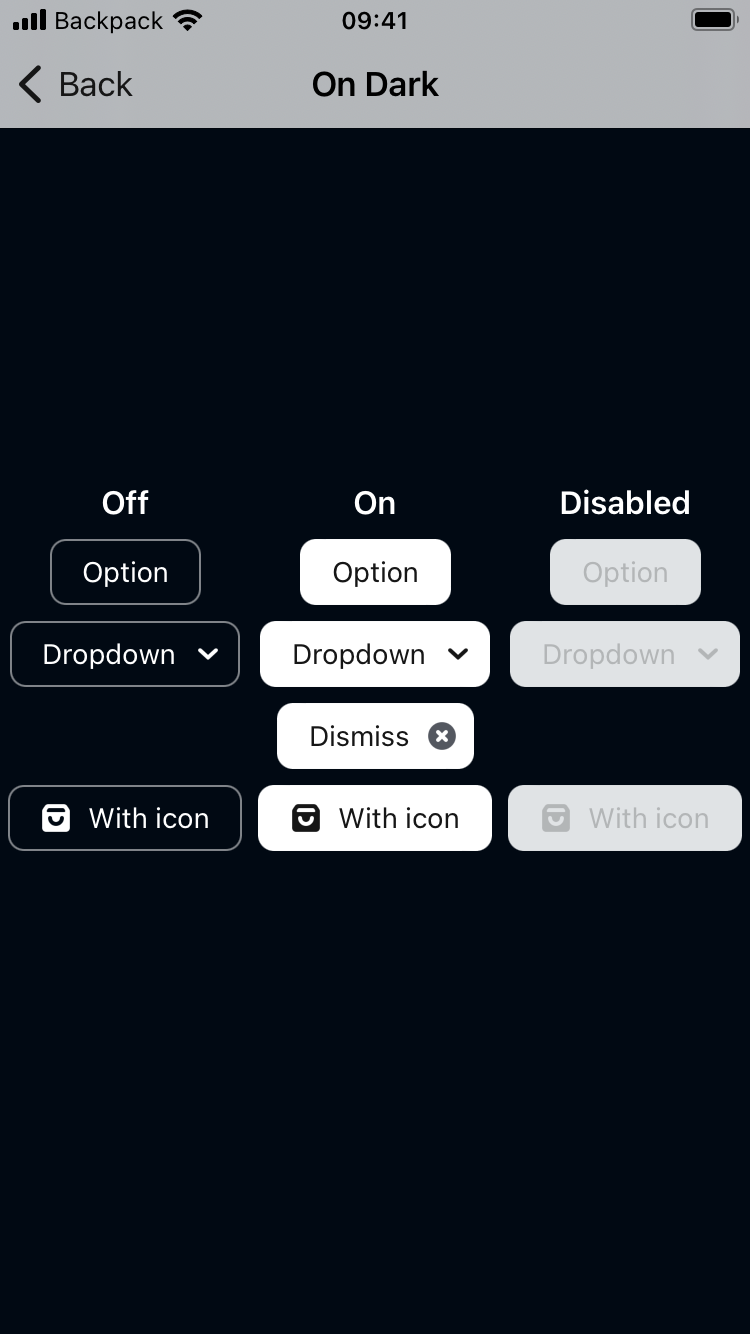 Backpack 09:41
Back On Dark
Off On Disabled
Option Option Option
Dropdown Dropdown Dropdown
Dismiss
With icon With icon With icon